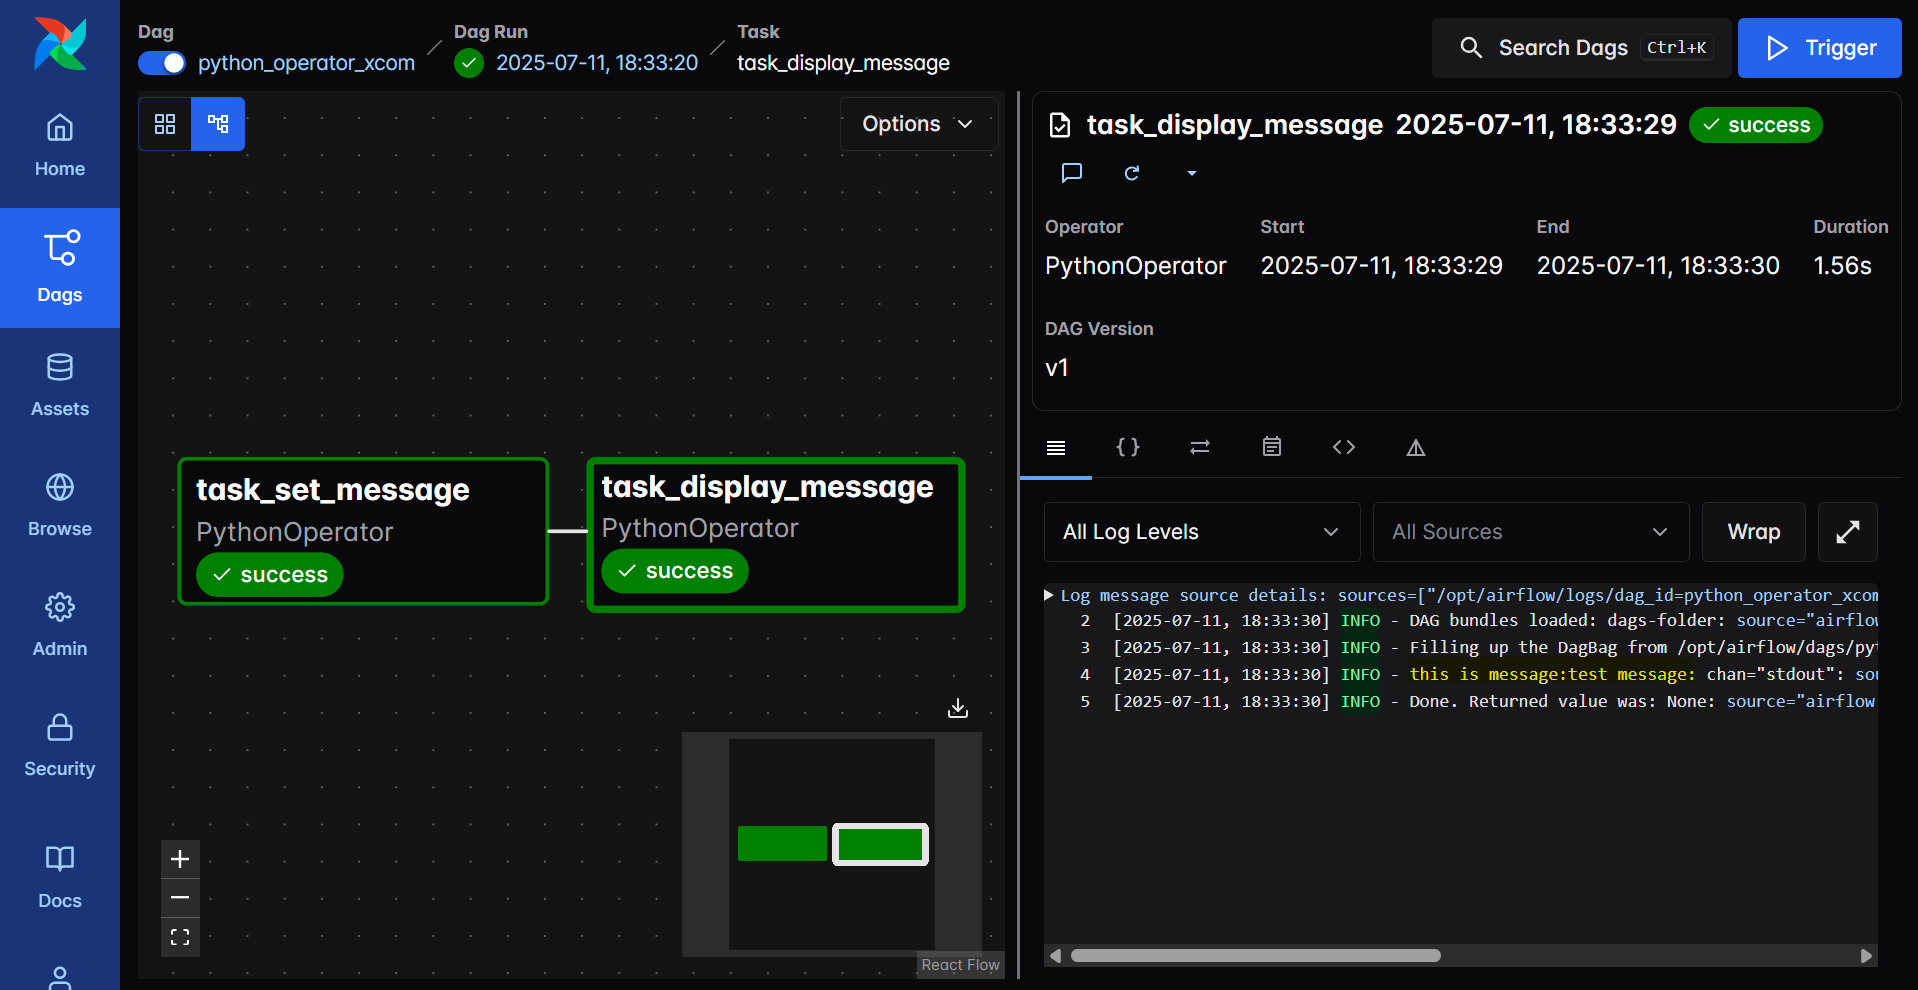 Dag
python_operator_xcom
Dag Run
2025-07-11, 18:33:20
Task
task_display_message
Search Dags Ctrl+K
Trigger
Home
Dags
Assets
Browse
Admin
Security
Docs
Options
task_set_message
PythonOperator
success
task_display_message
PythonOperator
success
React Flow
task_display_message 2025-07-11, 18:33:29 success
Operator Start End Duration
PythonOperator 2025-07-11, 18:33:29 2025-07-11, 18:33:30 1.56s
DAG Version
v1
All Log Levels All Sources Wrap
Log message source details: sources=["/opt/airflow/logs/dag_id=python_operator_xcom
2 [2025-07-11, 18:33:30] INFO - DAG bundles loaded: dags-folder: source="airflow
3 [2025-07-11, 18:33:30] INFO - Filling up the DagBag from /opt/airflow/dags/pyt
4 [2025-07-11, 18:33:30] INFO - this is message:test message: chan="stdout": sou
5 [2025-07-11, 18:33:30] INFO - Done. Returned value was: None: source="airflow